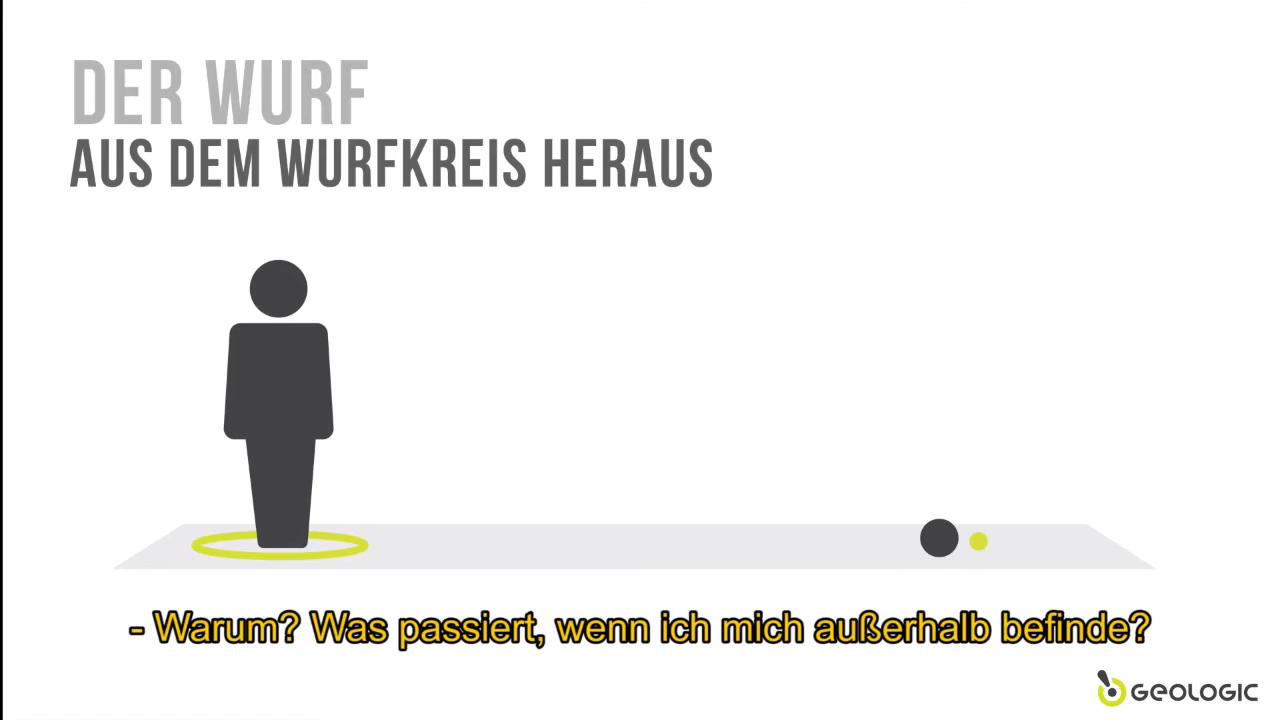 DER WURF
AUS DEM WURFKREIS HERAUS
- Warum? Was passiert, wenn ich mich außerhalb befinde?
GEOLOGIC